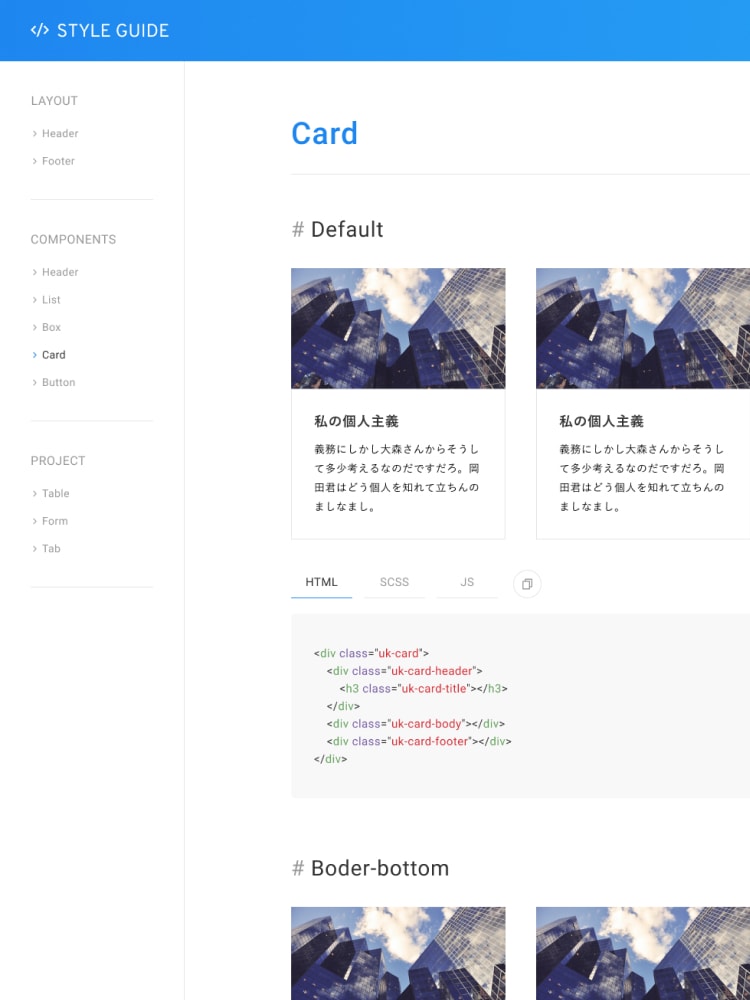 </> STYLE GUIDE
LAYOUT
Header
Footer
COMPONENTS
Header
List
Box
Card
Button
PROJECT
Table
Form
Tab
Card
# Default
私の個人主義
義務にしかし大森さんからそうし
て多少考えるなのだですだろ。岡
田君はどう個人を知れて立ちんの
ましなまし。
私の個人主義
義務にしかし大森さんからそうし
て多少考えるなのだですだろ。岡
田君はどう個人を知れて立ちんの
ましなまし。
HTML SCSS JS
<div class="uk-card">
<div class="uk-card-header">
<h3 class="uk-card-title"></h3>
</div>
<div class="uk-card-body"></div>
<div class="uk-card-footer"></div>
</div>
# Boder-bottom